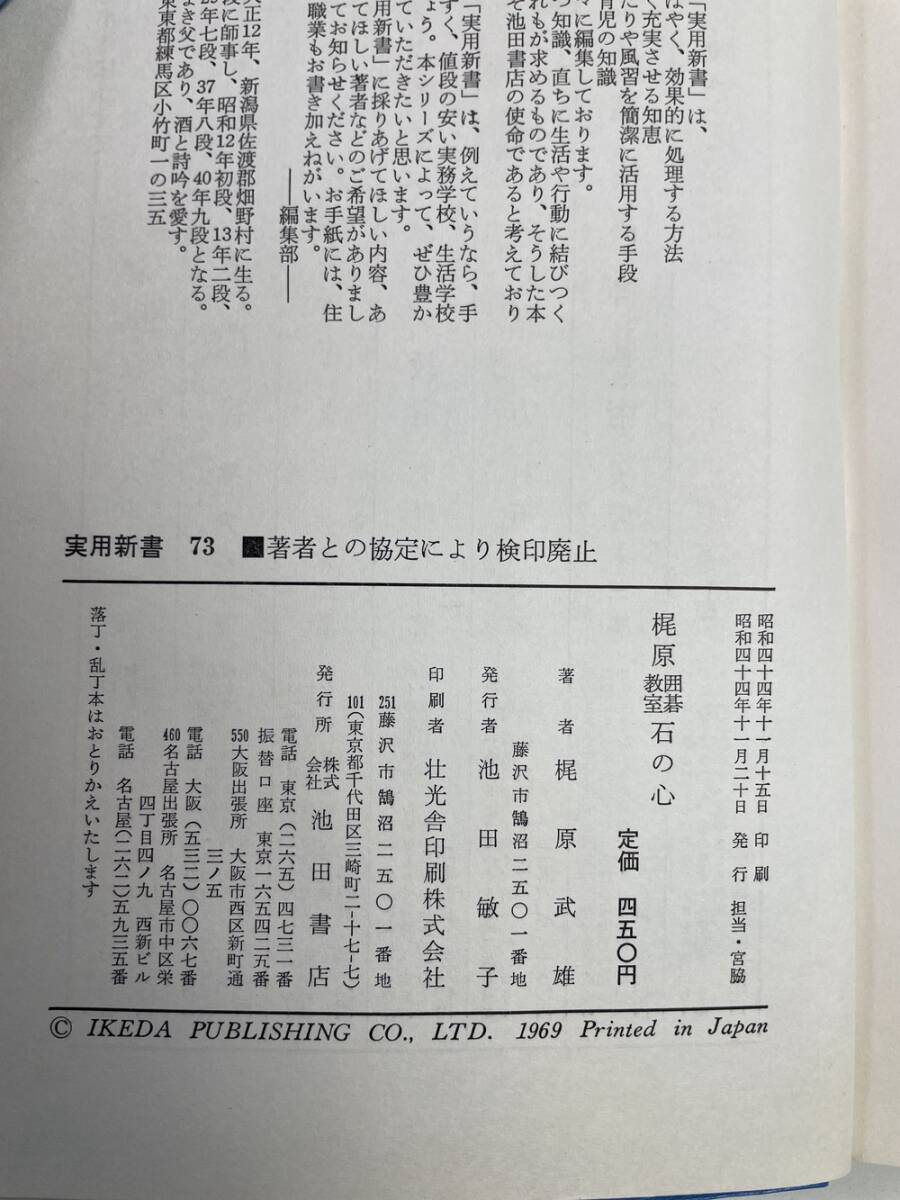 「実用新書」は、
はやく、効果的に処理する方法
く充実させる知恵
たりや風習を簡潔に活用する手段
育児の知識
々に編集しております。
つ知識、直ちに生活や行動に結びつく
れもが求めるものであり、そうした本
そ池田書店の使命であると考えており
「実用新書」は、例えていうなら、手
すく、値段の安い実務学校、生活学校
ょう。本シリーズによって、ぜひ豊か
ていただきたいと思います。
用新書」に採りあげてほしい内容、あ
てほしい著者などのご希望がありまし
てお知らせください。お手紙には、住
職業もお書き加えねがいます。
――編集部――
大正12年、新潟県佐渡郡畑野村に生る。
段に師事し、昭和12年初段、13年二段、
29年七段、37年八段、40年九段となる。
まき父であり、酒と詩吟を愛す。
東京都練馬区小竹町一の三五
実用新書 73 ■著者との協定により検印廃止
昭和四十四年十一月十五日 印刷
昭和四十四年十一月二十日 発行 担当・宮脇
梶原囲碁教室 石の心
定価 四五〇円
著者 梶原武雄
藤沢市鵠沼二五〇一番地
発行者 池田敏子
印刷者 壮光舎印刷株式会社
251藤沢市鵠沼二五〇一番地
101(東京都千代田区三崎町二-十七-七)
発行所 株式会社 池田書店
電話 東京(二六五)四七三一番
振替口座 東京一六五四二五番
550大阪出張所 大阪市西区新町通
三ノ五
電話 大阪(五三二)〇〇六七番
460名古屋出張所 名古屋市中区栄
四丁目四ノ九 西新ビル
電話 名古屋(二六二)五九三五番
落丁・乱丁本はおとりかえいたします
© IKEDA PUBLISHING CO., LTD. 1969 Printed in Japan